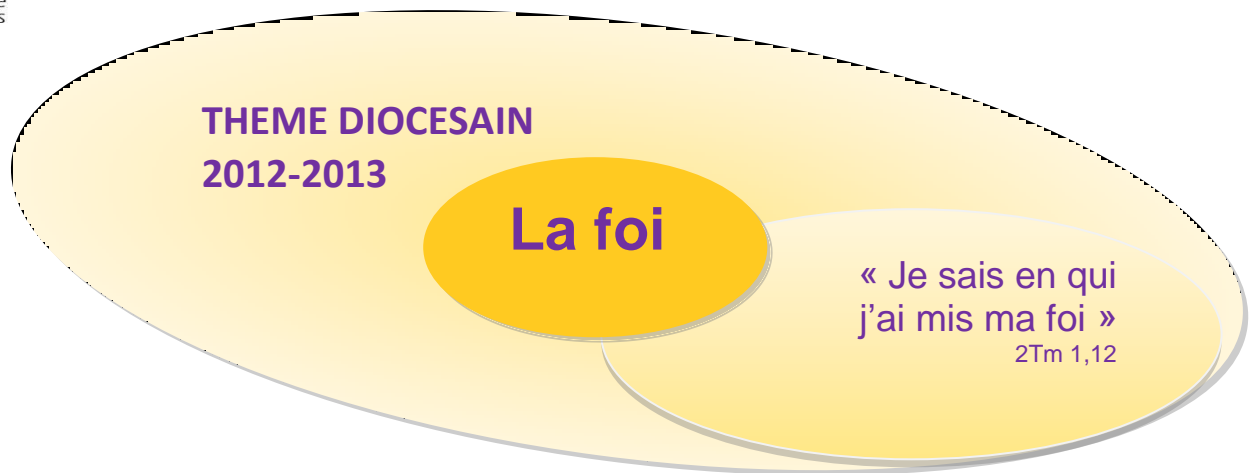 THEME DIOCESAIN
2012-2013
La foi
« Je sais en qui
j'ai mis ma foi »
2Tm 1,12